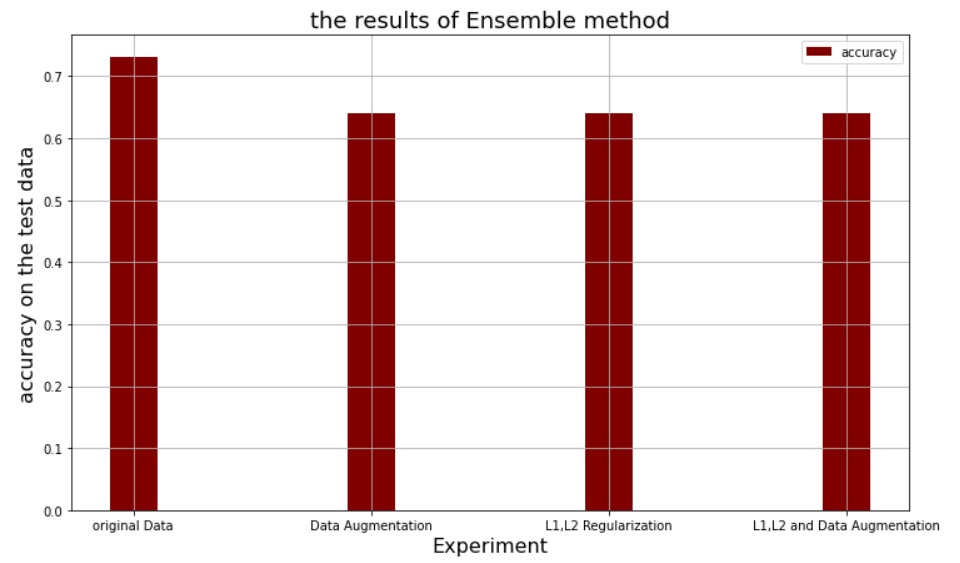 the results of Ensemble method
accuracy
accuracy on the test data
0.7
0.6
0.5
0.4
0.3
0.2
0.1
0.0
original Data
Data Augmentation
L1,L2 Regularization
L1,L2 and Data Augmentation
Experiment